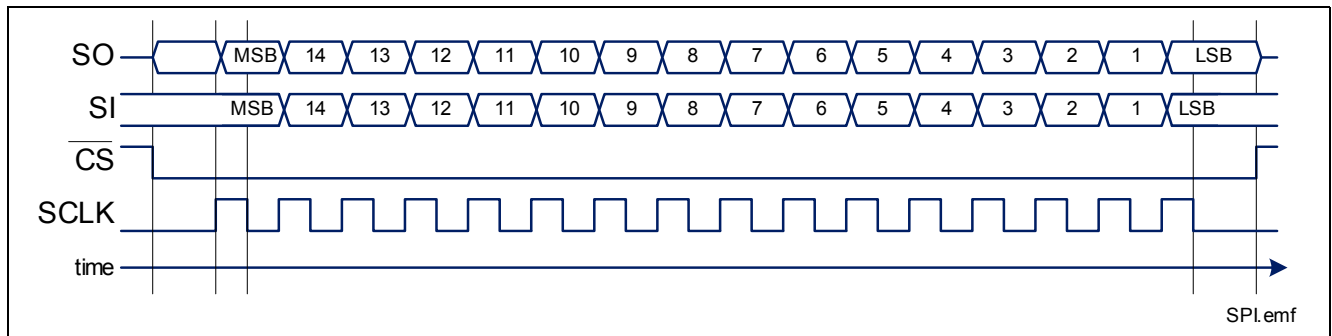 SO MSB 14 13 12 11 10 9 8 7 6 5 4 3 2 1 LSB
SI MSB 14 13 12 11 10 9 8 7 6 5 4 3 2 1 LSB
CS
SCLK
time
SPI.emf